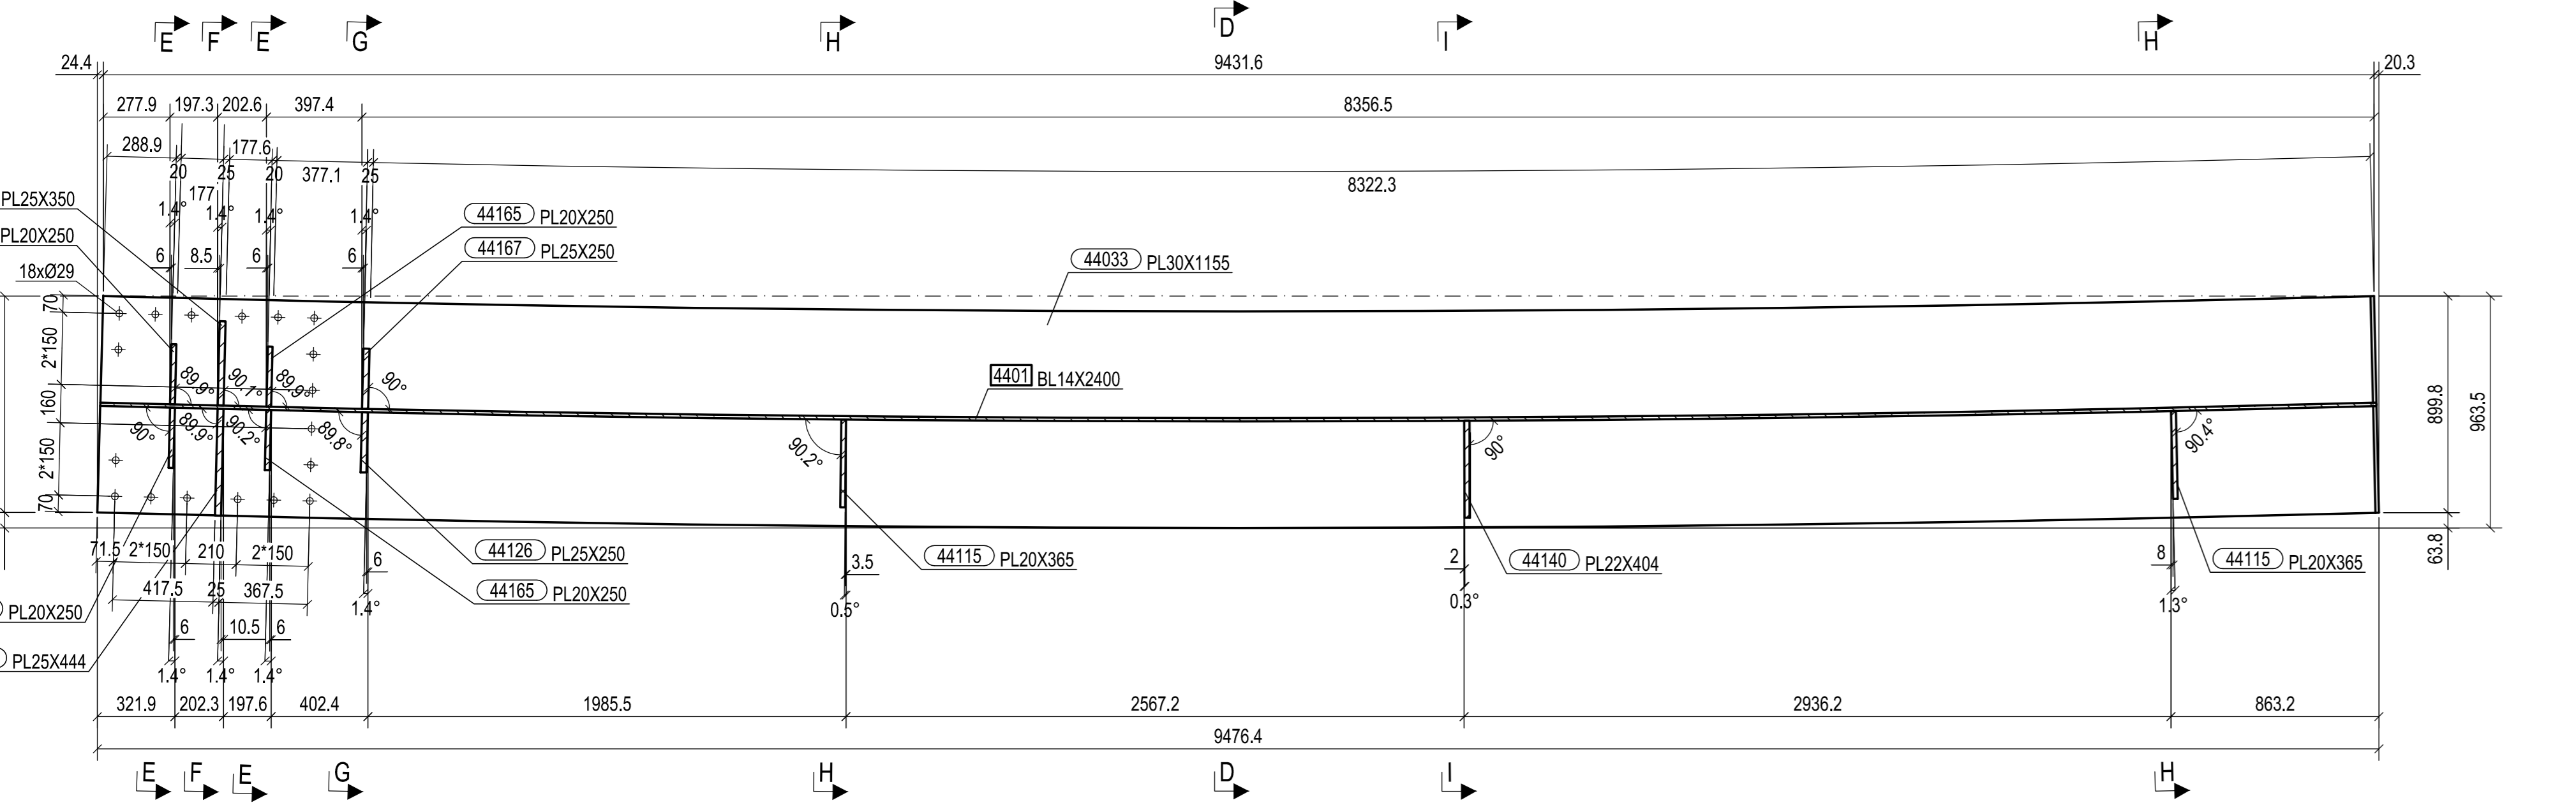 E F E G H D I H
24.4 9431.6 20.3
277.9 197.3 202.6 397.4 8356.5
288.9 177.6
20 25 20 377.1 25
177.
8322.3
PL25X350
1.4° 1.4° 1.4° 1.4°
44165 PL20X250
PL20X250
44167 PL25X250
6 8.5 6 6
44033 PL30X1155
18xØ29
70
2*150
160
2*150
70
89.9° 90.1° 89.9° 90°
4401 BL14X2400
90° 89.9° 90.2° 89.8°
90.2° 90° 90.4°
899.8
963.5
63.8
71.5 2*150 210 2*150
44126 PL25X250
44115 PL20X365
44140 PL22X404
44115 PL20X365
6 3.5 2 8
417.5 25 367.5
44165 PL20X250
1.4° 0.5° 0.3° 1.3°
PL20X250
6 10.5 6
PL25X444
1.4° 1.4° 1.4°
321.9 202.3 197.6 402.4 1985.5 2567.2 2936.2 863.2
9476.4
E F E G H D I H